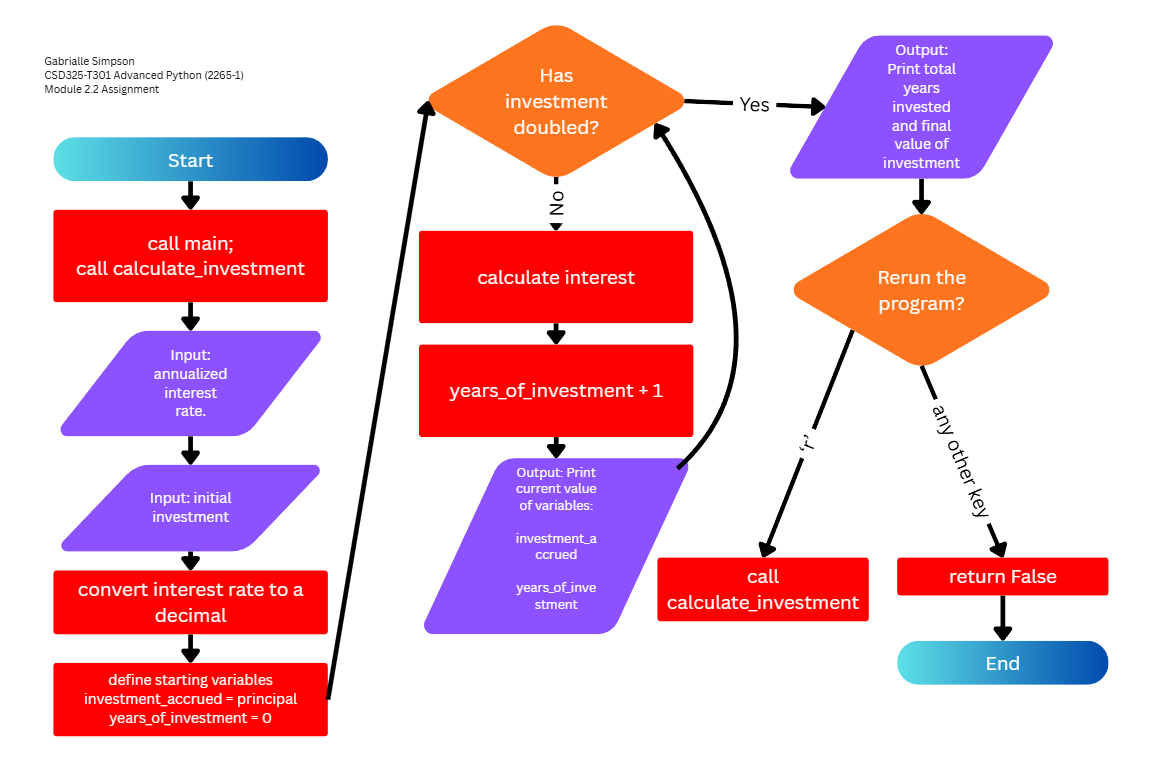 Gabrialle Simpson
CSD325-T301 Advanced Python (2265-1)
Module 2.2 Assignment
Start
call main;
call calculate_investment
Input:
annualized
interest
rate.
Input: initial
investment
convert interest rate to a
decimal
define starting variables
investment_accrued = principal
years_of_investment = 0
Has
investment
doubled?
Yes
No
calculate interest
years_of_investment + 1
Output: Print
current value
of variables:
investment_a
ccrued
years_of_inve
stment
Output:
Print total
years
invested
and final
value of
investment
Rerun the
program?
‘r’
any other key
call
calculate_investment
return False
End